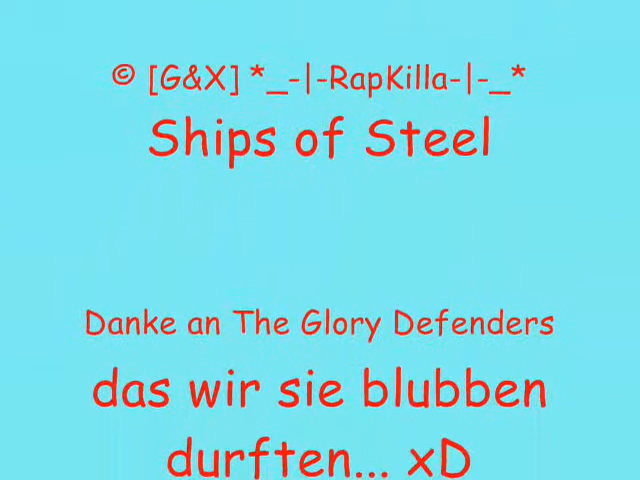 © [G&X] *_-|-RapKilla-|-_*
Ships of Steel
Danke an The Glory Defenders
das wir sie blubben
durften... xD